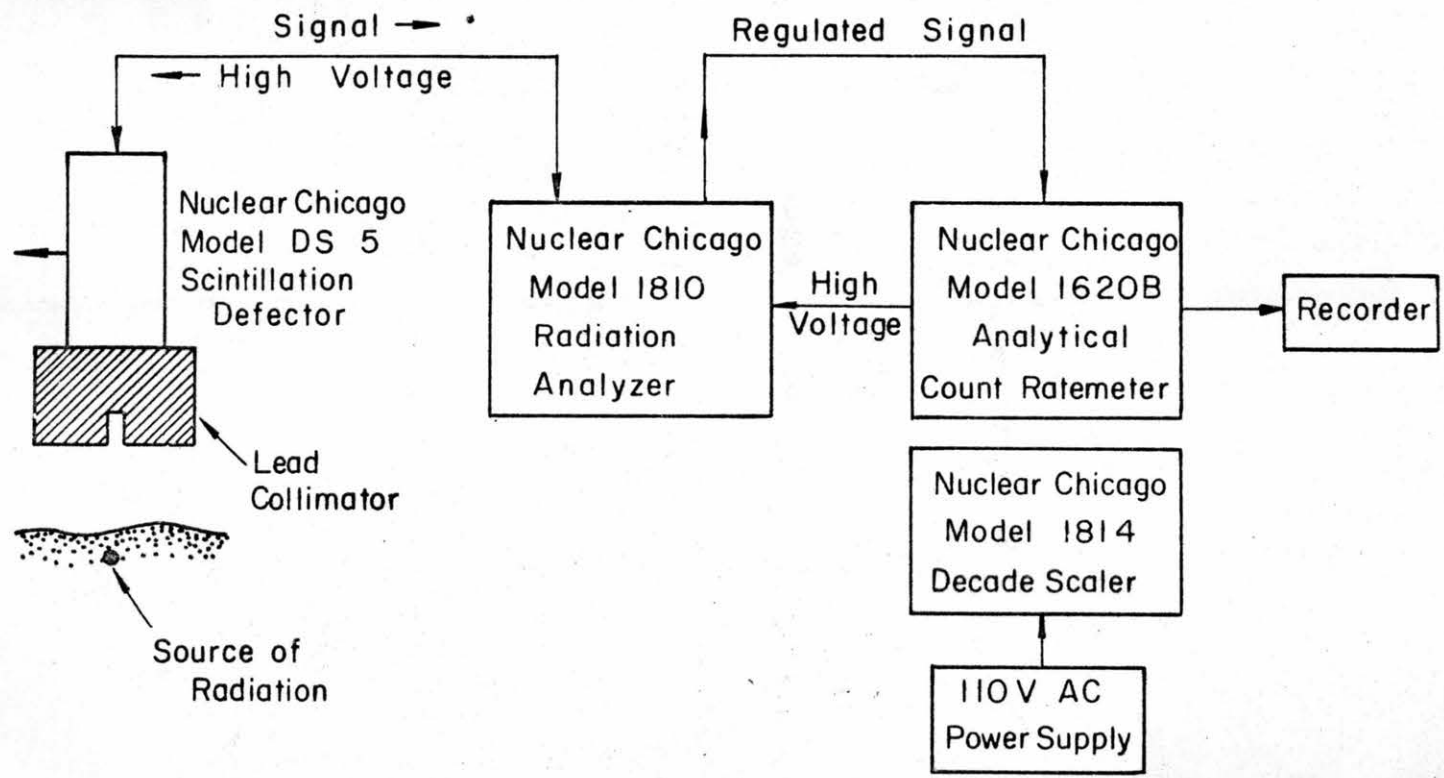 Signal
High Voltage
Regulated Signal
Nuclear Chicago
Model DS 5
Scintillation
Defector
Nuclear Chicago
Model 1810
Radiation
Analyzer
High
Voltage
Nuclear Chicago
Model 1620B
Analytical
Count Ratemeter
Recorder
Lead
Collimator
Nuclear Chicago
Model 1814
Decade Scaler
Source of
Radiation
110V AC
Power Supply